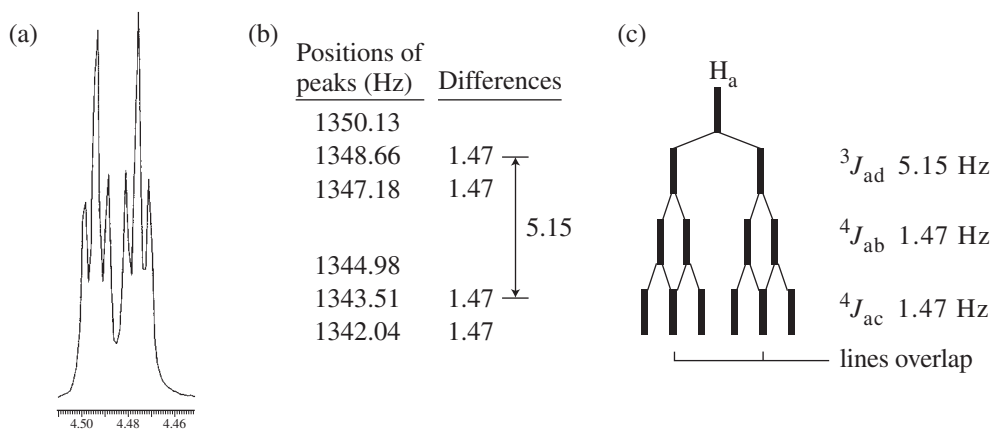 (a)
4.50 4.48 4.46
(b)
Positions of
peaks (Hz) Differences
1350.13
1348.66 1.47
1347.18 1.47
5.15
1344.98
1343.51 1.47
1342.04 1.47
(c)
Hₐ
³Jad 5.15 Hz
⁴Jab 1.47 Hz
⁴Jac 1.47 Hz
lines overlap